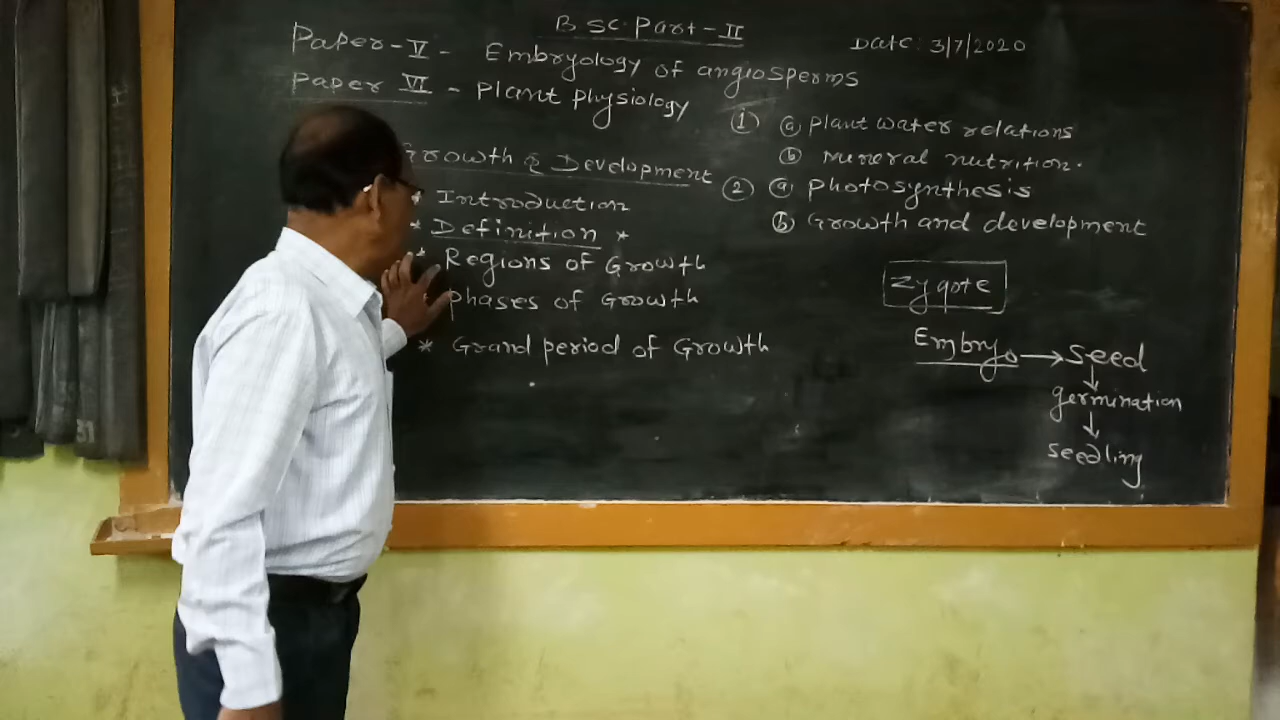 BSC Part-II
Date: 3/7/2020
Paper-V - Embryology of angiosperms
Paper VI - Plant physiology
Growth & Development
* Introduction
* Definition *
* Regions of Growth
phases of Growth
* Grand period of Growth
① ⓐ plant water relations
ⓑ Mineral nutrition.
② ⓐ photosynthesis
ⓑ Growth and development
Zygote
Embryo → seed
↓
germination
↓
seedling